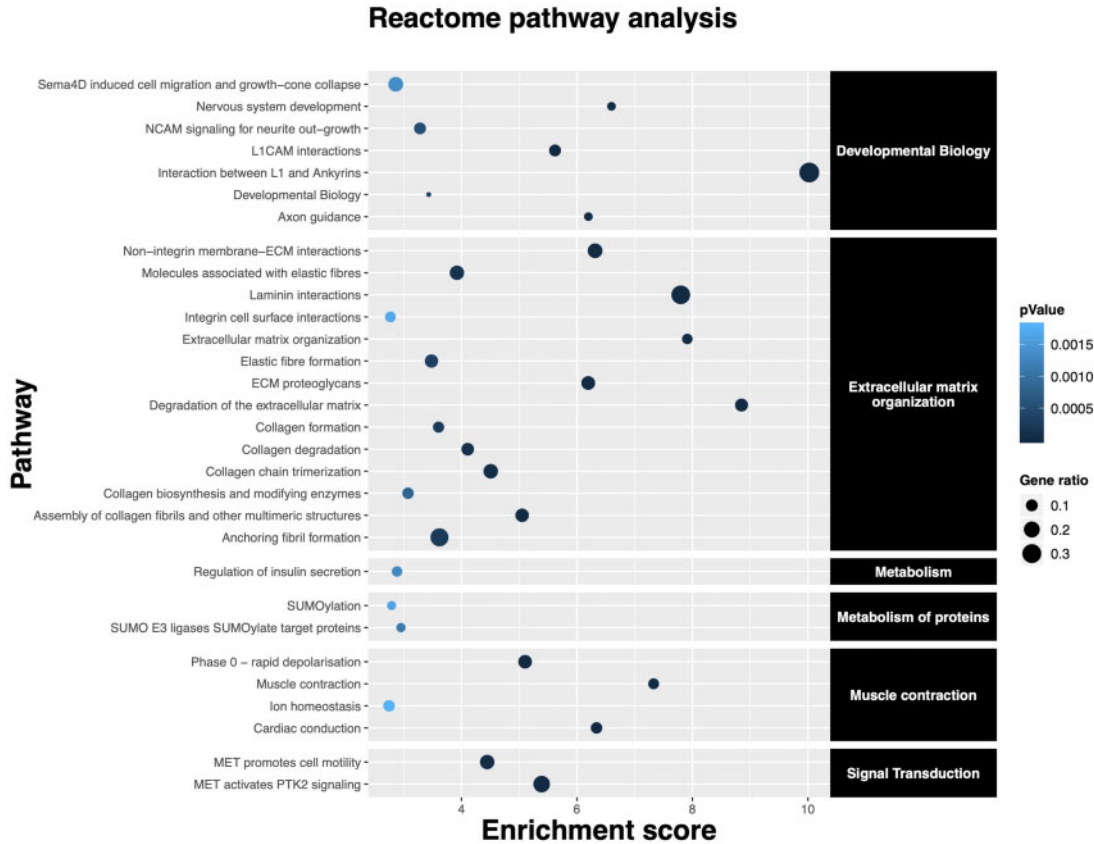 Reactome pathway analysis
Sema4D induced cell migration and growth−cone collapse
Nervous system development
NCAM signaling for neurite out−growth
L1CAM interactions
Interaction between L1 and Ankyrins
Developmental Biology
Axon guidance
Developmental Biology
Non−integrin membrane−ECM interactions
Molecules associated with elastic fibres
Laminin interactions
Integrin cell surface interactions
Extracellular matrix organization
Elastic fibre formation
ECM proteoglycans
Degradation of the extracellular matrix
Collagen formation
Collagen degradation
Collagen chain trimerization
Collagen biosynthesis and modifying enzymes
Assembly of collagen fibrils and other multimeric structures
Anchoring fibril formation
Extracellular matrix
organization
Regulation of insulin secretion
Metabolism
SUMOylation
SUMO E3 ligases SUMOylate target proteins
Metabolism of proteins
Phase 0 − rapid depolarisation
Muscle contraction
Ion homeostasis
Cardiac conduction
Muscle contraction
MET promotes cell motility
MET activates PTK2 signaling
Signal Transduction
Pathway
4 6 8 10
Enrichment score
pValue
0.0015
0.0010
0.0005
Gene ratio
0.1
0.2
0.3